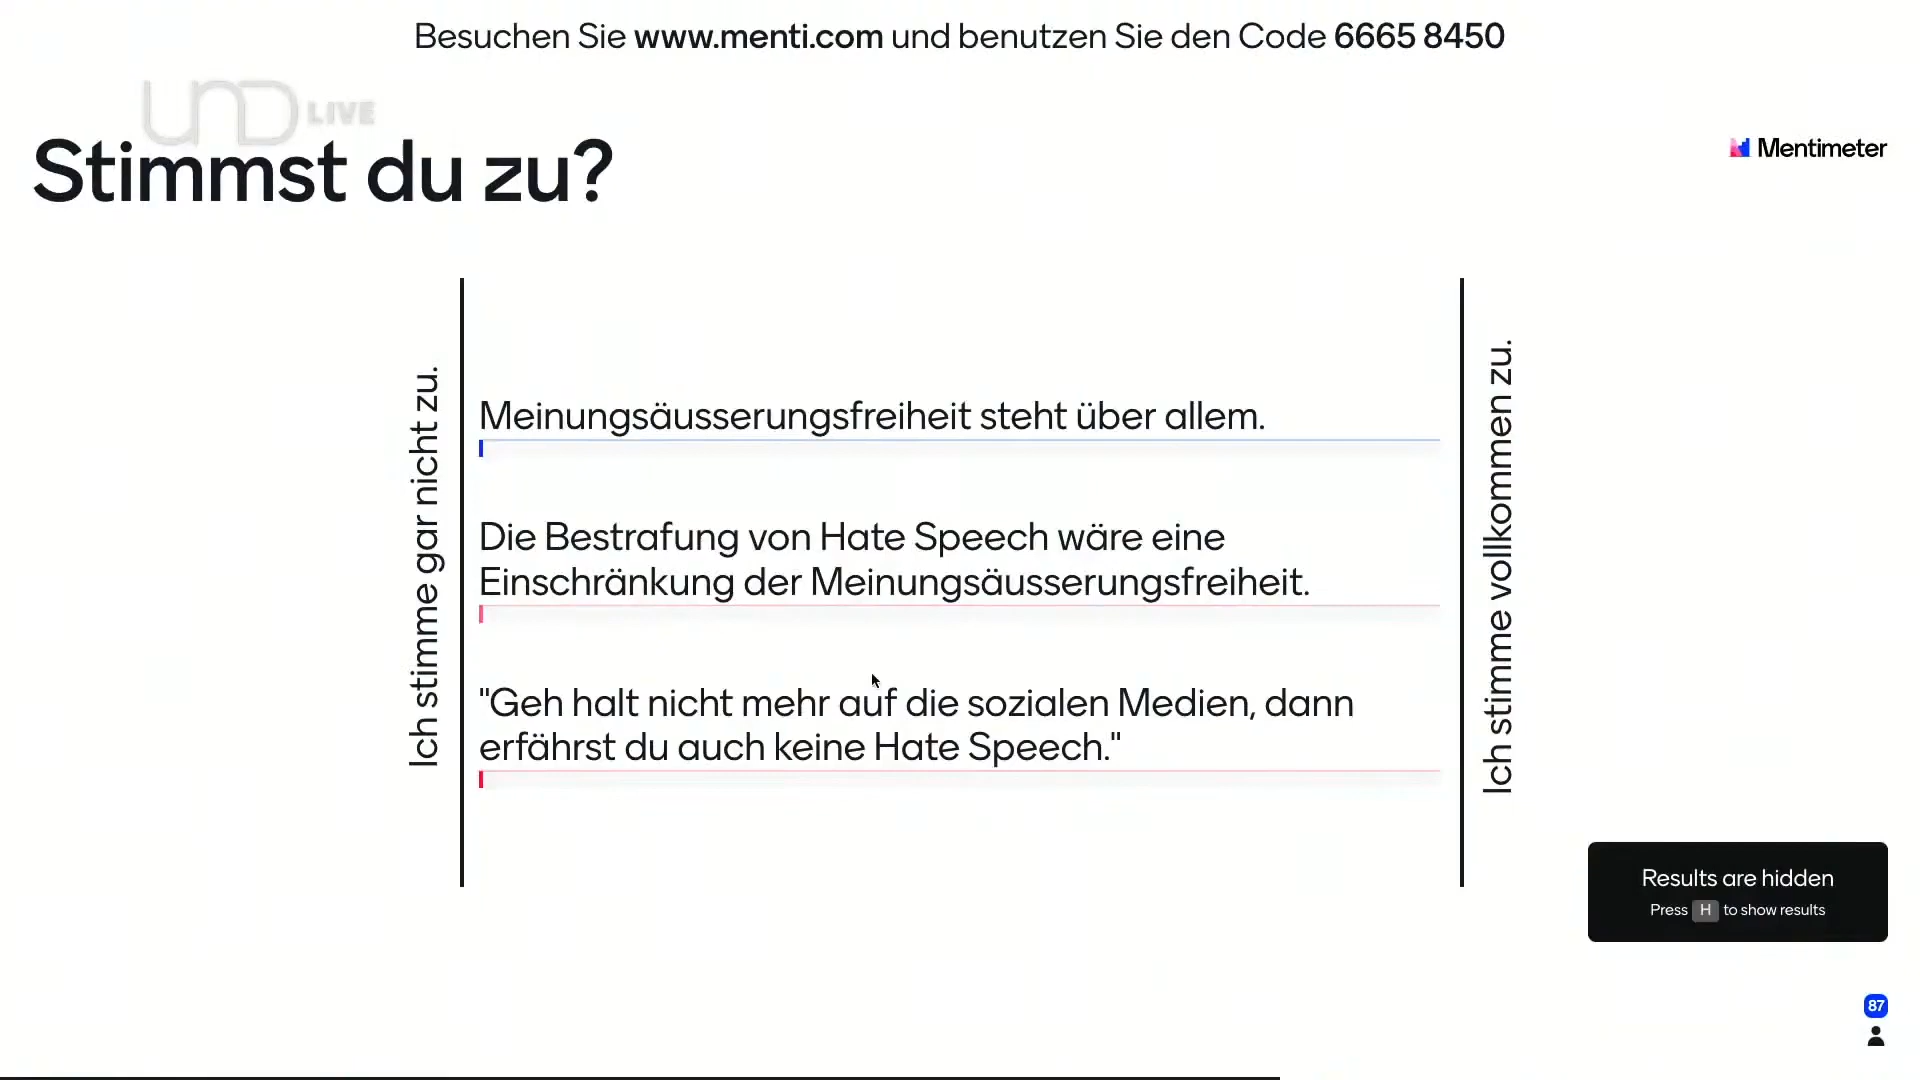 Besuchen Sie www.menti.com und benutzen Sie den Code 6665 8450
UND LIVE
Stimmst du zu?
Mentimeter
Ich stimme gar nicht zu.
Meinungsäusserungsfreiheit steht über allem.
Die Bestrafung von Hate Speech wäre eine
Einschränkung der Meinungsäusserungsfreiheit.
"Geh halt nicht mehr auf die sozialen Medien, dann
erfährst du auch keine Hate Speech."
Ich stimme vollkommen zu.
Results are hidden
Press H to show results
87